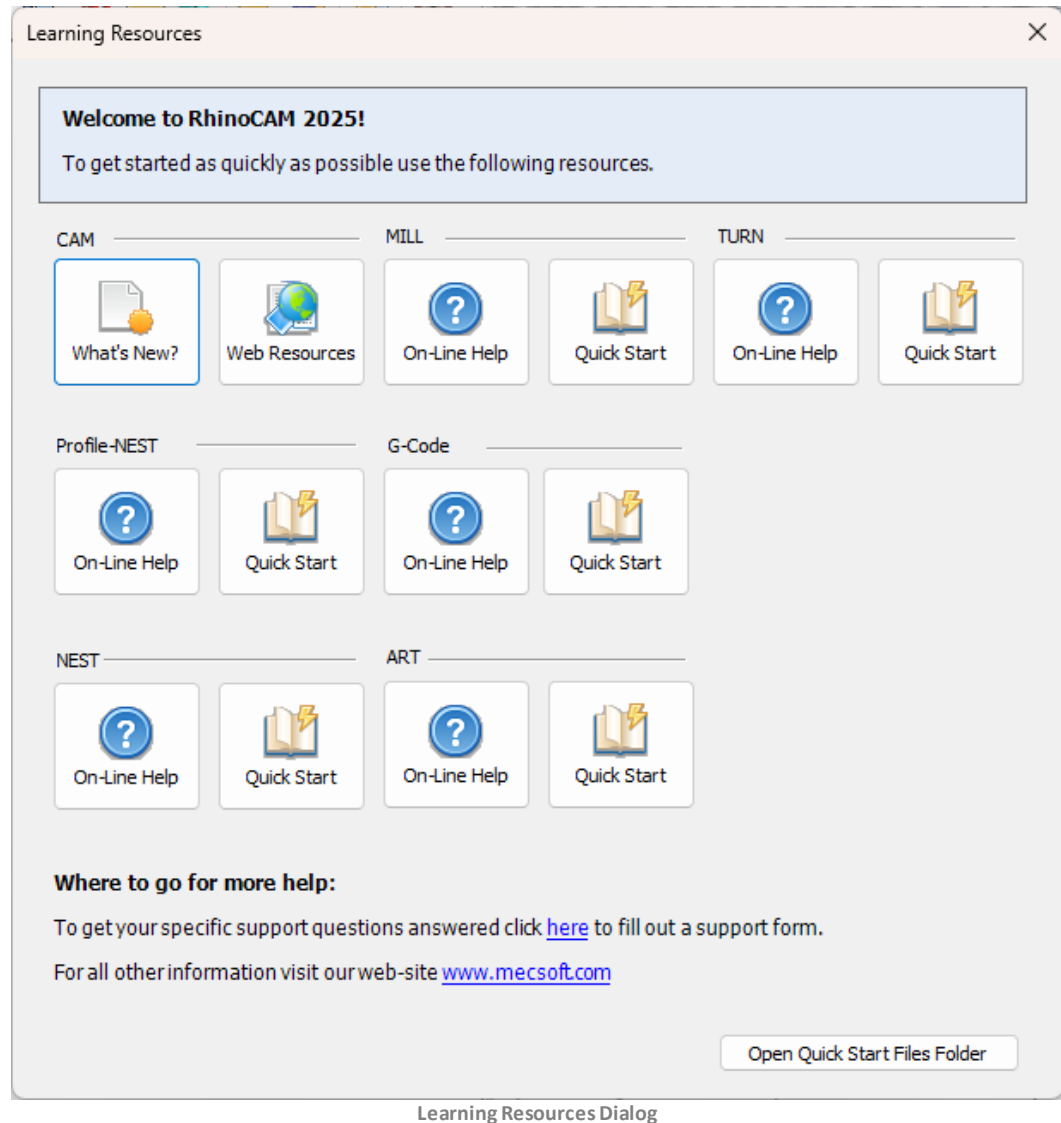 Learning Resources
Welcome to RhinoCAM 2025!
To get started as quickly as possible use the following resources.
CAM MILL TURN
What's New? Web Resources On-Line Help Quick Start On-Line Help Quick Start
Profile-NEST G-Code
On-Line Help Quick Start On-Line Help Quick Start
NEST ART
On-Line Help Quick Start On-Line Help Quick Start
Where to go for more help:
To get your specific support questions answered click here to fill out a support form.
For all other information visit our web-site www.mecsoft.com
Open Quick Start Files Folder
Learning Resources Dialog